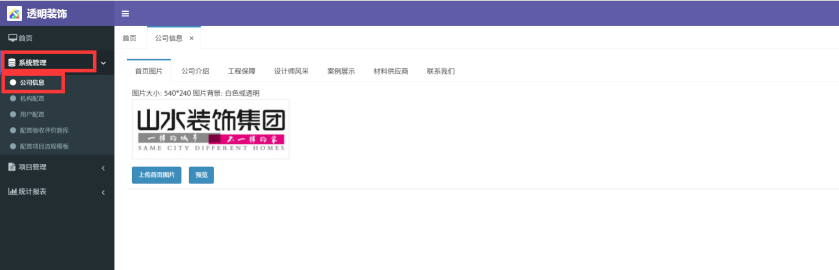 透明装饰
首页
系统管理
公司信息
机构配置
用户配置
配置验收评价题库
配置项目流程模板
项目管理
统计报表
首页 公司信息 ×
首页图片 公司介绍 工程保障 设计师风采 案例展示 材料供应商 联系我们
图片大小: 540*240 图片背景: 白色或透明
山水装饰集团
一样的城市 不一样的家
SAME CITY DIFFERENT HOMES
上传首页图片 预览